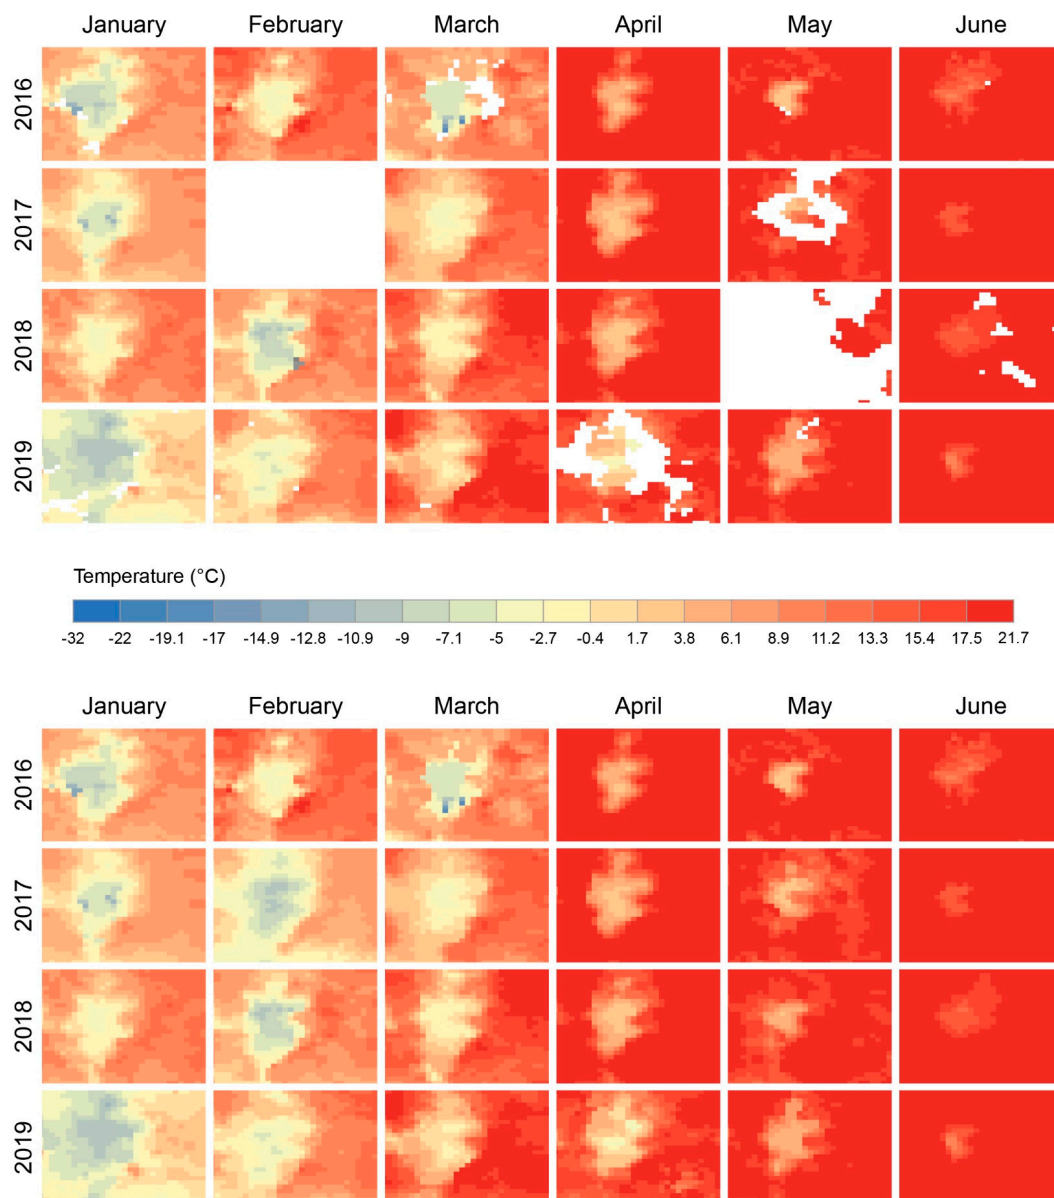 January February March April May June
2016
2017
2018
2019
Temperature (°C)
-32 -22 -19.1 -17 -14.9 -12.8 -10.9 -9 -7.1 -5 -2.7 -0.4 1.7 3.8 6.1 8.9 11.2 13.3 15.4 17.5 21.7
January February March April May June
2016
2017
2018
2019